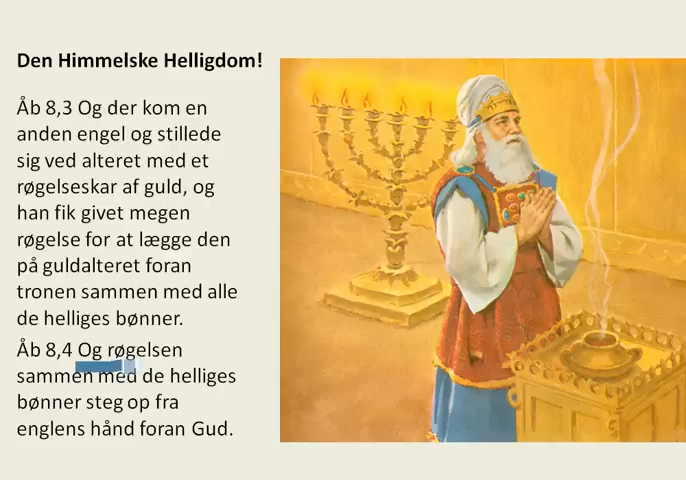 Den Himmelske Helligdom!
Åb 8,3 Og der kom en
anden engel og stillede
sig ved alteret med et
røgelseskar af guld, og
han fik givet megen
røgelse for at lægge den
på guldalteret foran
tronen sammen med alle
de helliges bønner.
Åb 8,4 Og røgelsen
sammen med de helliges
bønner steg op fra
englens hånd foran Gud.